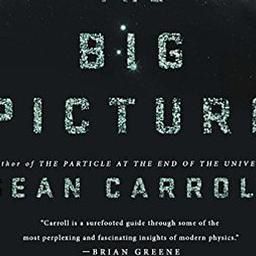 BIG
PICTUR
thor of THE PARTICLE AT THE END OF THE UNIVE
EAN CARROL
"Carroll is a surefooted guide through some of the
most perplexing and fascinating insights of modern physics."
—BRIAN GREENE